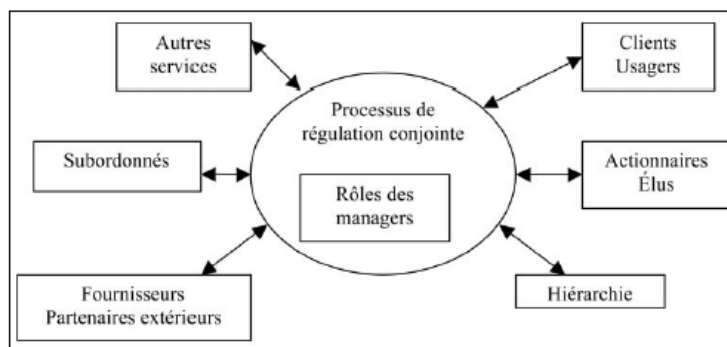 Autres
services
Clients
Usagers
Processus de
régulation conjointe
Subordonnés
Actionnaires
Élus
Rôles des
managers
Fournisseurs
Partenaires extérieurs
Hiérarchie